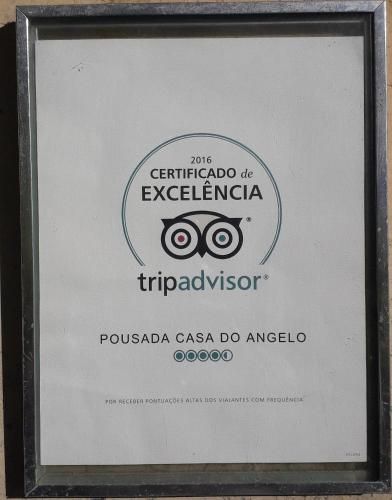 2016
CERTIFICADO de
EXCELÊNCIA
®
tripadvisor®
POUSADA CASA DO ANGELO
POR RECEBER PONTUAÇÕES ALTAS DOS VIAJANTES COM FREQUÊNCIA